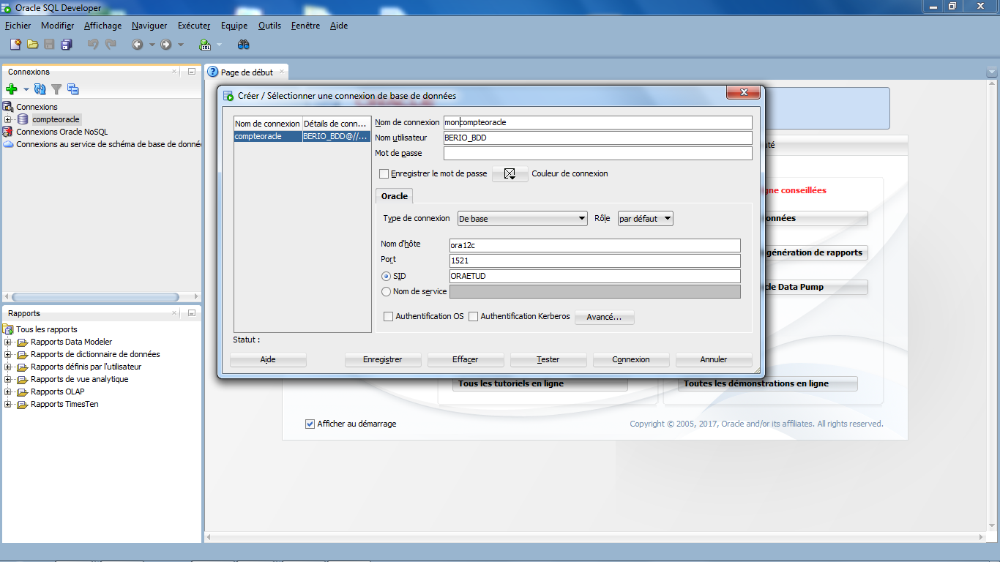 Oracle SQL Developer
Fichier Modifier Affichage Naviguer Exécuter Equipe Outils Fenêtre Aide
SQL
Connexions
Connexions
compteoracle
Connexions Oracle NoSQL
Connexions au service de schéma de base de donné
Rapports
Tous les rapports
Rapports Data Modeler
Rapports de dictionnaire de données
Rapports définis par l'utilisateur
Rapports de vue analytique
Rapports OLAP
Rapports TimesTen
Page de début
Créer / Sélectionner une connexion de base de données
Nom de connexion Détails de conn...
compteoracle BERIO_BDD@//...
Nom de connexion moncompteoracle
Nom utilisateur BERIO_BDD
Mot de passe
Enregistrer le mot de passe Couleur de connexion
Oracle
Type de connexion De base Rôle par défaut
Nom d'hôte ora12c
Port 1521
SID ORAETUD
Nom de service
Authentification OS Authentification Kerberos Avancé...
Statut :
Aide Enregistrer Effacer Tester Connexion Annuler
uté
gne conseillées
onnées
génération de rapports
cle Data Pump
Tous les tutoriels en ligne Toutes les démonstrations en ligne
Afficher au démarrage Copyright © 2005, 2017, Oracle and/or its affiliates. All rights reserved.